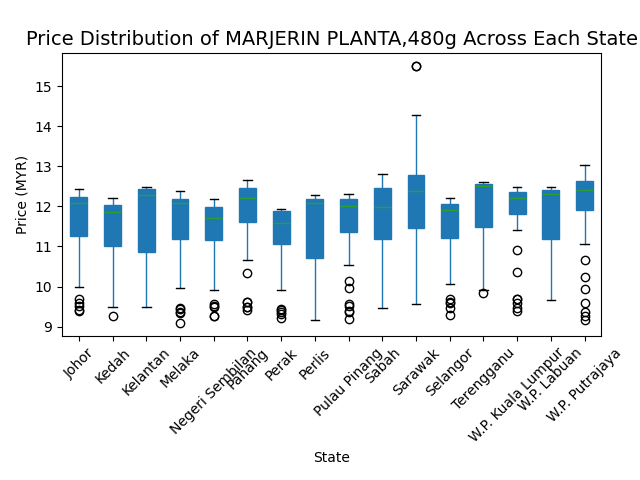 Price Distribution of MARJERIN PLANTA,480g Across Each State
Price (MYR)
15
14
13
12
11
10
9
Johor
Kedah
Kelantan
Melaka
Negeri Sembilan
Pahang
Perak
Perlis
Pulau Pinang
Sabah
Sarawak
Selangor
Terengganu
W.P. Kuala Lumpur
W.P. Labuan
W.P. Putrajaya
State